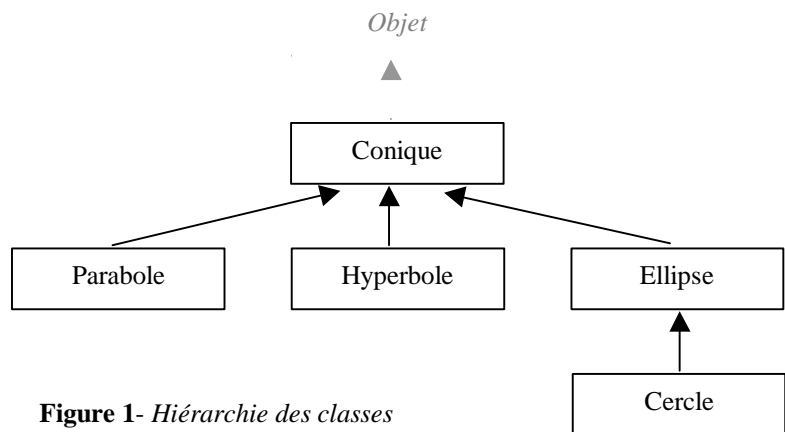 Objet
Conique
Parabole Hyperbole Ellipse
Figure 1- Hiérarchie des classes
Cercle